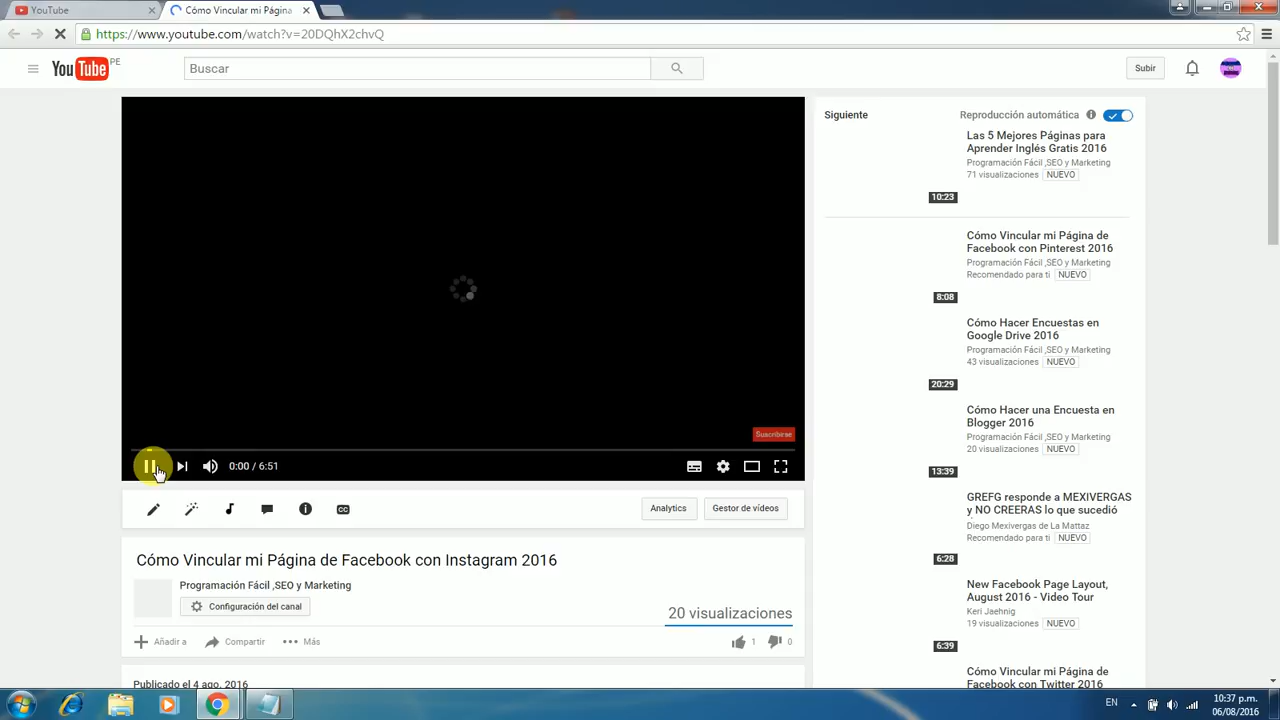 YouTube
Cómo Vincular mi Página
https://www.youtube.com/watch?v=20DQhX2chvQ
YouTube PE
Buscar
Subir
Suscribirse
0:00 / 6:51
CC
Analytics
Gestor de vídeos
Cómo Vincular mi Página de Facebook con Instagram 2016
Programación Fácil ,SEO y Marketing
Configuración del canal
20 visualizaciones
Añadir a
Compartir
Más
1
0
Publicado el 4 ago. 2016
Siguiente
Reproducción automática
Las 5 Mejores Páginas para
Aprender Inglés Gratis 2016
Programación Fácil ,SEO y Marketing
71 visualizaciones NUEVO
10:23
Cómo Vincular mi Página de
Facebook con Pinterest 2016
Programación Fácil ,SEO y Marketing
Recomendado para ti NUEVO
8:08
Cómo Hacer Encuestas en
Google Drive 2016
Programación Fácil ,SEO y Marketing
43 visualizaciones NUEVO
20:29
Cómo Hacer una Encuesta en
Blogger 2016
Programación Fácil ,SEO y Marketing
20 visualizaciones NUEVO
13:39
GREFG responde a MEXIVERGAS
y NO CREERAS lo que sucedió
Diego Mexivergas de La Mattaz
Recomendado para ti NUEVO
6:28
New Facebook Page Layout,
August 2016 - Video Tour
Keri Jaehnig
19 visualizaciones NUEVO
6:39
Cómo Vincular mi Página de
Facebook con Twitter 2016
EN
10:37 p.m.
06/08/2016